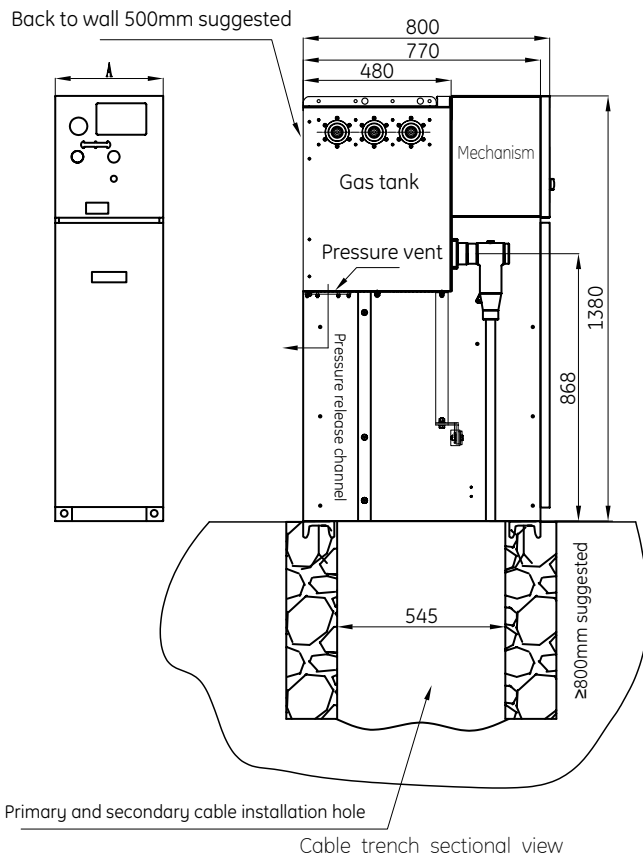 Back to wall 500mm suggested
800
770
480
A
Mechanism
Gas tank
Pressure vent
Pressure release channel
868
1380
545
≥800mm suggested
Primary and secondary cable installation hole
Cable trench sectional view